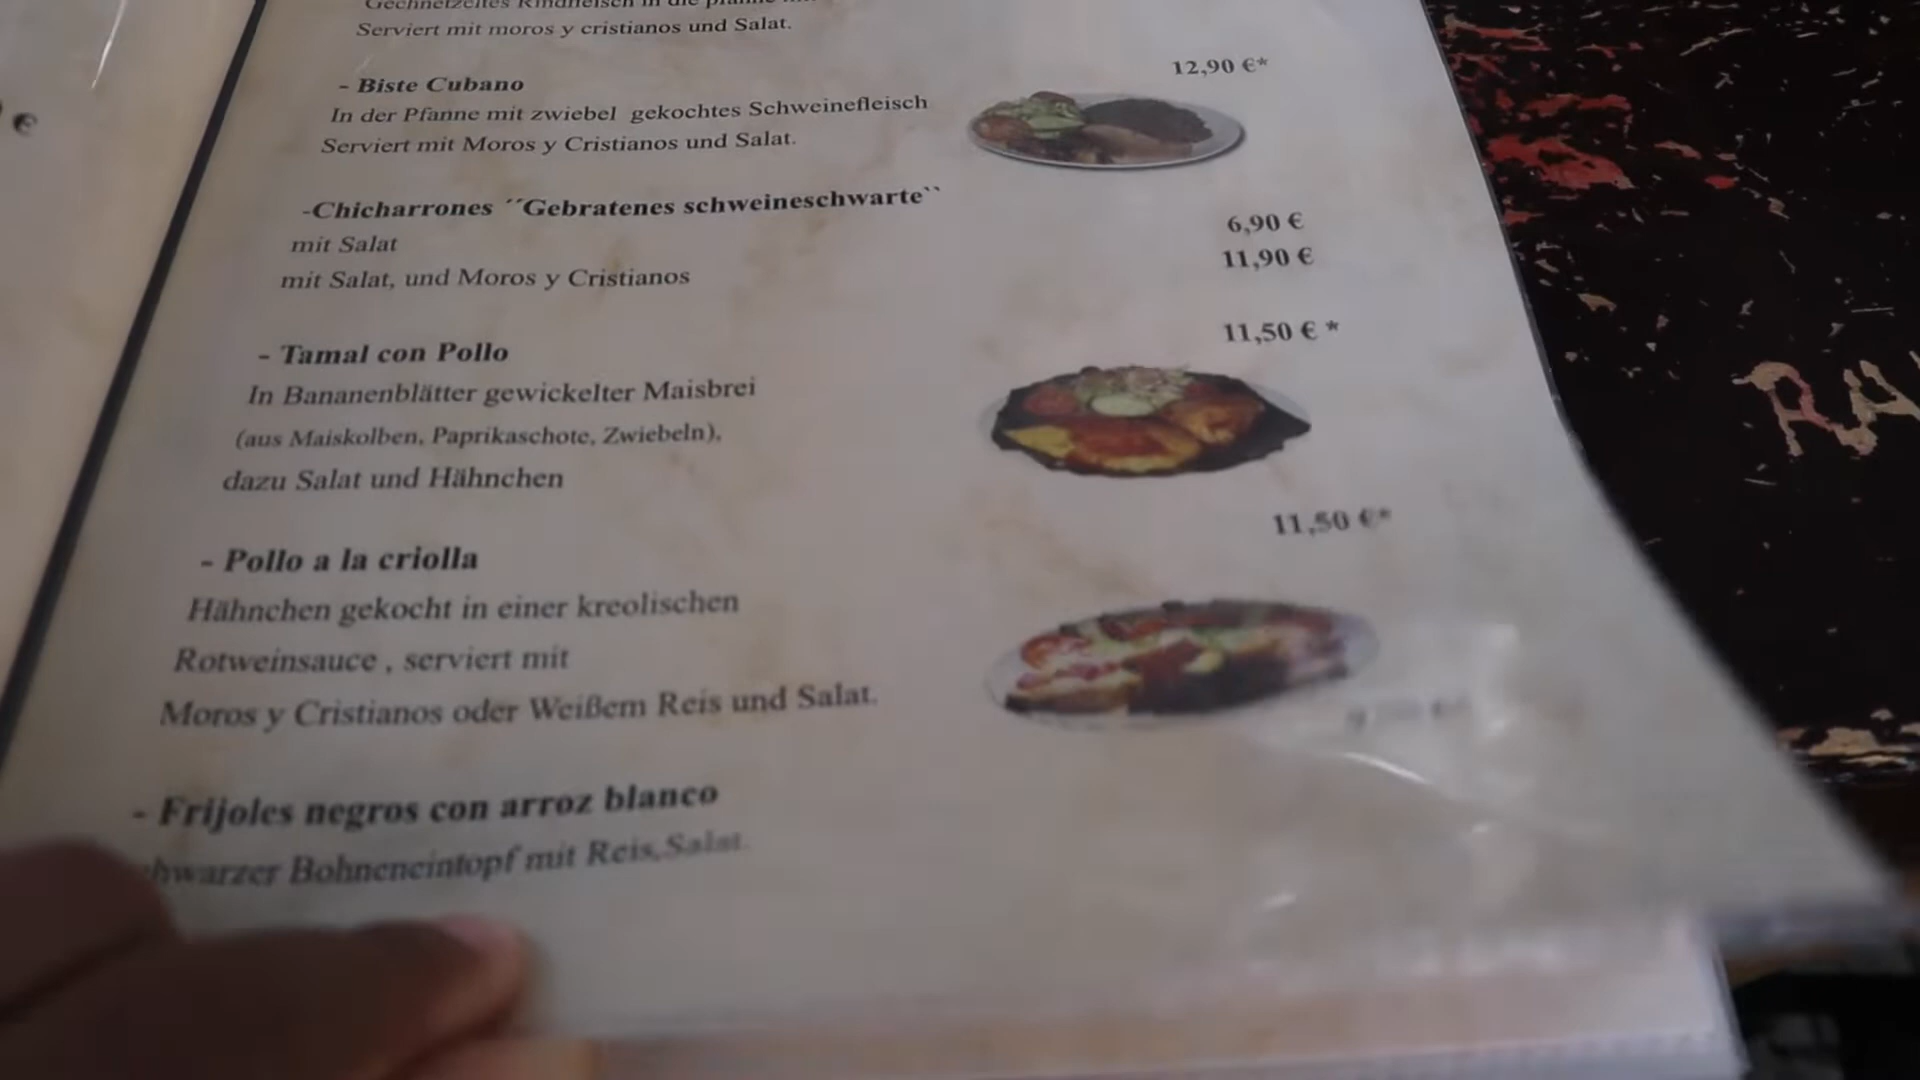 Serviert mit moros y cristianos und Salat.
€
- Biste Cubano
12,90 €*
In der Pfanne mit zwiebel gekochtes Schweinefleisch
Serviert mit Moros y Cristianos und Salat.
-Chicharrones ´´Gebratenes schweineschwarte``
mit Salat
6,90 €
mit Salat, und Moros y Cristianos
11,90 €
- Tamal con Pollo
11,50 € *
In Bananenblätter gewickelter Maisbrei
(aus Maiskolben, Paprikaschote, Zwiebeln),
dazu Salat und Hähnchen
- Pollo a la criolla
11,50 €*
Hähnchen gekocht in einer kreolischen
Rotweinsauce , serviert mit
Moros y Cristianos oder Weißem Reis und Salat.
- Frijoles negros con arroz blanco
hwarzer Bohneneintopf mit Reis,Salat.
RA